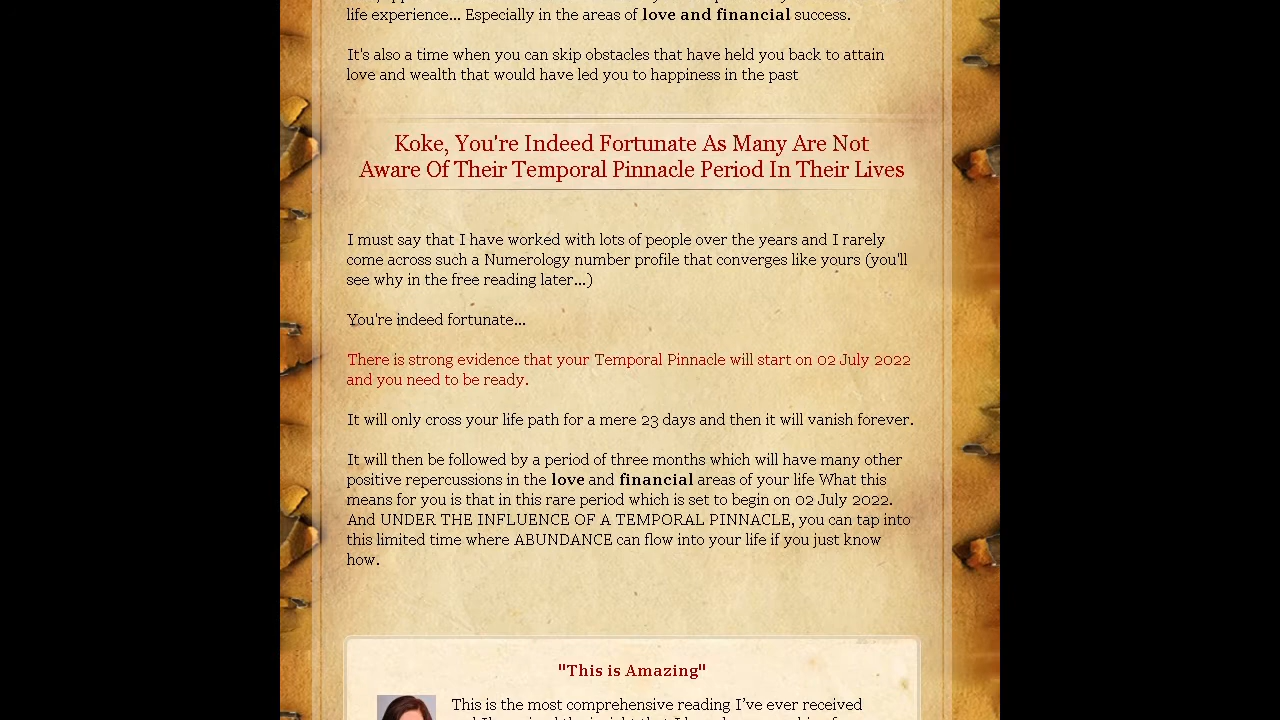 life experience... Especially in the areas of love and financial success.
It's also a time when you can skip obstacles that have held you back to attain
love and wealth that would have led you to happiness in the past
Koke, You're Indeed Fortunate As Many Are Not
Aware Of Their Temporal Pinnacle Period In Their Lives
I must say that I have worked with lots of people over the years and I rarely
come across such a Numerology number profile that converges like yours (you'll
see why in the free reading later...)
You're indeed fortunate...
There is strong evidence that your Temporal Pinnacle will start on 02 July 2022
and you need to be ready.
It will only cross your life path for a mere 23 days and then it will vanish forever.
It will then be followed by a period of three months which will have many other
positive repercussions in the love and financial areas of your life What this
means for you is that in this rare period which is set to begin on 02 July 2022.
And UNDER THE INFLUENCE OF A TEMPORAL PINNACLE, you can tap into
this limited time where ABUNDANCE can flow into your life if you just know
how.
"This is Amazing"
This is the most comprehensive reading I've ever received